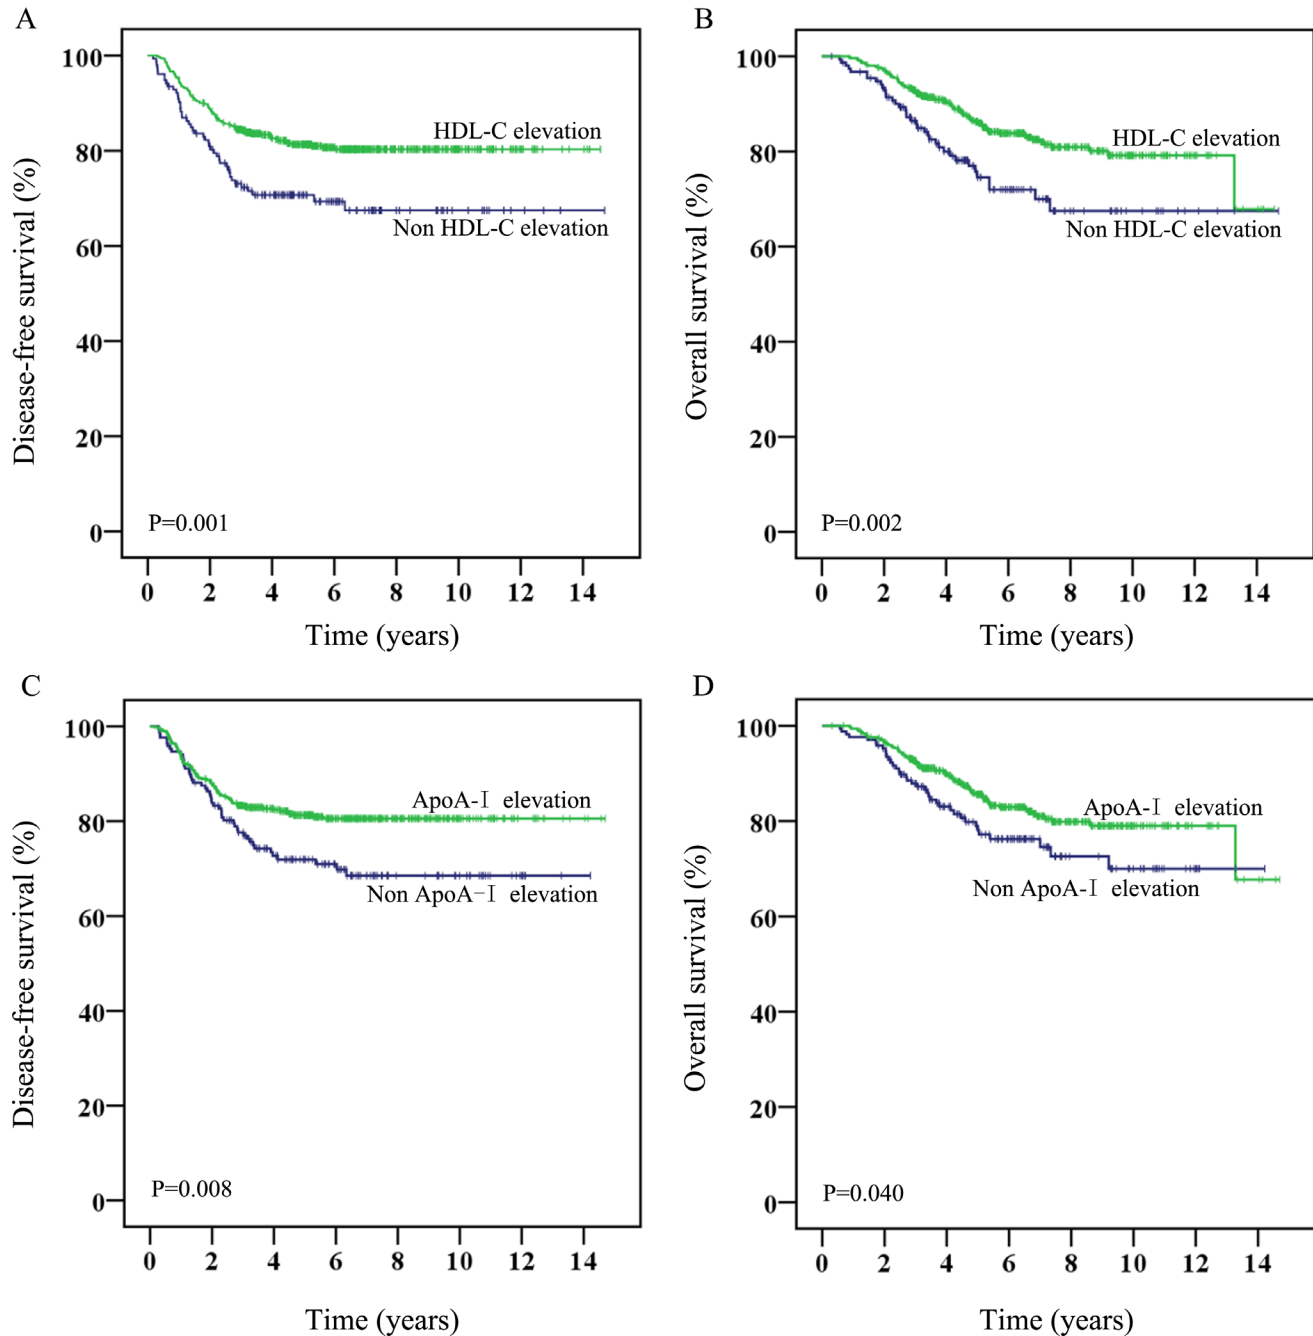 A
Disease-free survival (%)
100
80
60
40
20
0
HDL-C elevation
Non HDL-C elevation
P=0.001
0 2 4 6 8 10 12 14
Time (years)
B
Overall survival (%)
100
80
60
40
20
0
HDL-C elevation
Non HDL-C elevation
P=0.002
0 2 4 6 8 10 12 14
Time (years)
C
Disease-free survival (%)
100
80
60
40
20
0
ApoA-Ⅰ elevation
Non ApoA-Ⅰ elevation
P=0.008
0 2 4 6 8 10 12 14
Time (years)
D
Overall survival (%)
100
80
60
40
20
0
ApoA-Ⅰ elevation
Non ApoA-Ⅰ elevation
P=0.040
0 2 4 6 8 10 12 14
Time (years)